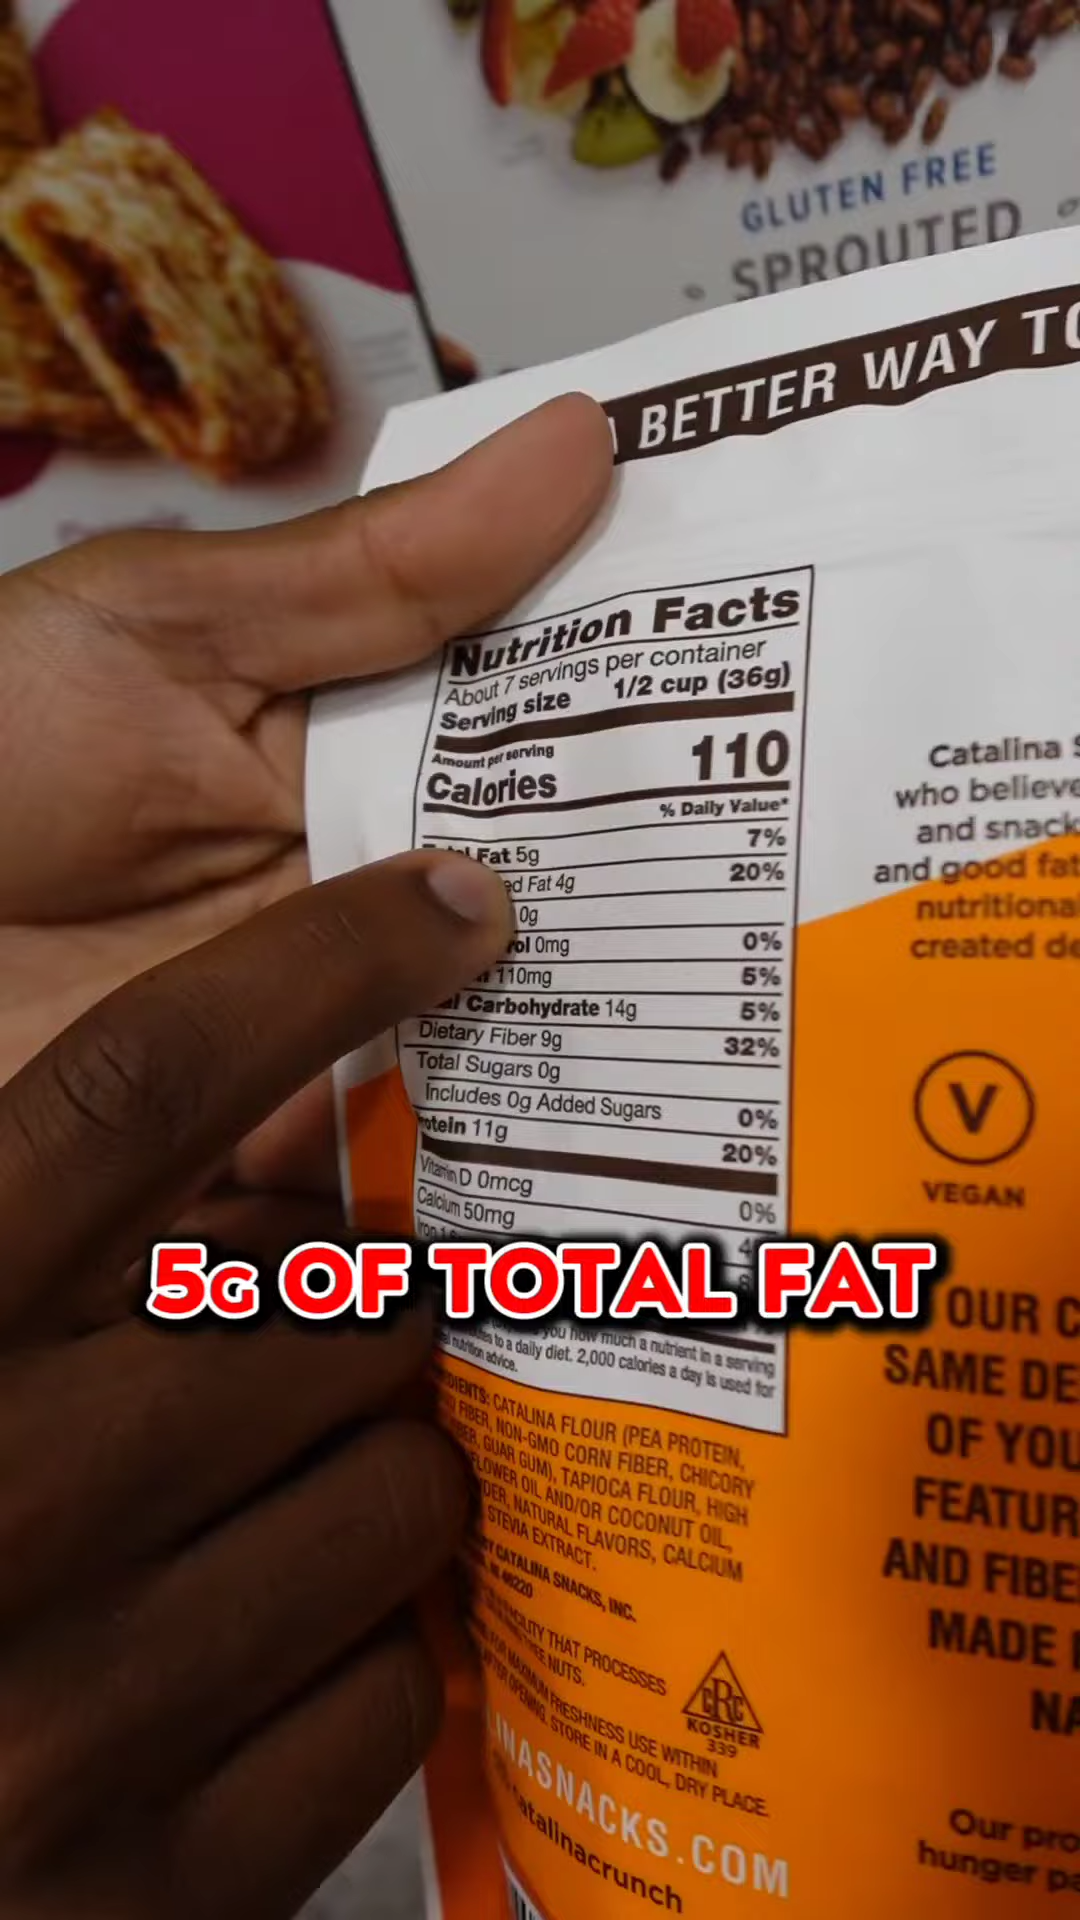 GLUTEN FREE
SPROUTED
BETTER WAY TO
Nutrition Facts
About 7 servings per container
Serving size 1/2 cup (36g)
Amount per serving
Calories 110
% Daily Value*
Fat 5g 7%
Fat 4g 20%
0g
0mg 0%
110mg 5%
Carbohydrate 14g 5%
Dietary Fiber 9g 32%
Total Sugars 0g
Includes 0g Added Sugars 0%
11g 20%
Vitamin D 0mcg 0%
Calcium 50mg
5G OF TOTAL FAT
you how much a nutrient in a serving
to a daily diet. 2,000 calories a day is used for
nutrition advice.
CATALINA FLOUR (PEA PROTEIN,
FIBER, NON-GMO CORN FIBER, CHICORY
GUAR GUM), TAPIOCA FLOUR, HIGH
OIL AND/OR COCONUT OIL,
NATURAL FLAVORS, CALCIUM
STEVIA EXTRACT.
CATALINA SNACKS, INC.
46220
THAT PROCESSES
NUTS.
FOR MAXIMUM FRESHNESS USE WITHIN
OPENING. STORE IN A COOL, DRY PLACE.
KOSHER
339
SNACKS.COM
catalinacrunch
Catalina
who believe
and snack
and good fat
nutritional
created
V
VEGAN
OUR
SAME
OF
AND
MADE
Our
hunger